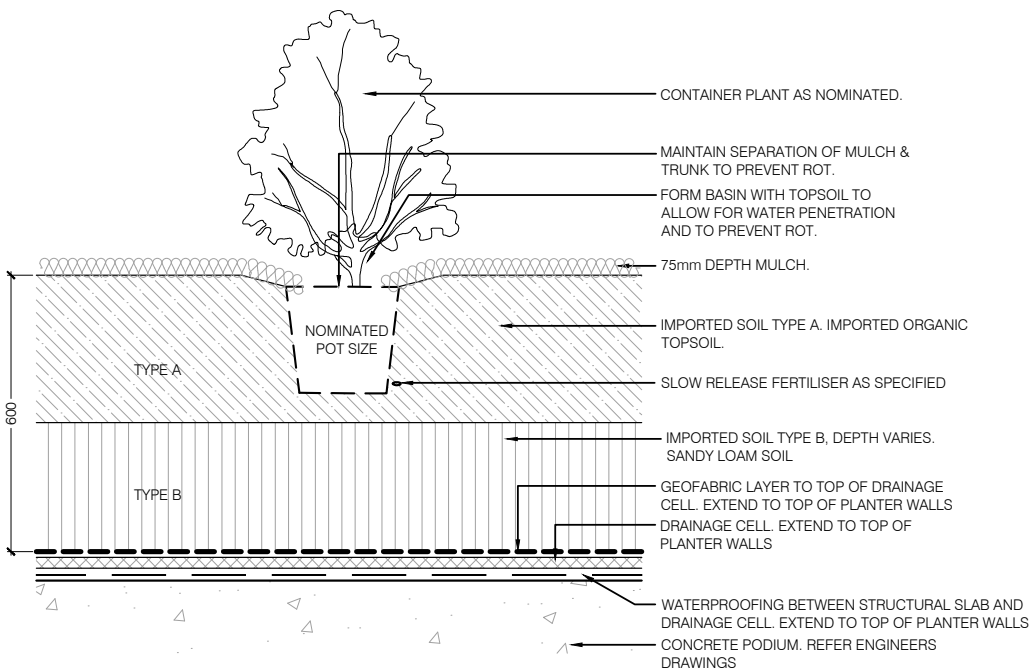 CONTAINER PLANT AS NOMINATED.
MAINTAIN SEPARATION OF MULCH &
TRUNK TO PREVENT ROT.
FORM BASIN WITH TOPSOIL TO
ALLOW FOR WATER PENETRATION
AND TO PREVENT ROT.
75mm DEPTH MULCH.
NOMINATED
POT SIZE
IMPORTED SOIL TYPE A. IMPORTED ORGANIC
TOPSOIL.
TYPE A
SLOW RELEASE FERTILISER AS SPECIFIED
600
IMPORTED SOIL TYPE B, DEPTH VARIES.
SANDY LOAM SOIL
TYPE B
GEOFABRIC LAYER TO TOP OF DRAINAGE
CELL. EXTEND TO TOP OF PLANTER WALLS
DRAINAGE CELL. EXTEND TO TOP OF
PLANTER WALLS
WATERPROOFING BETWEEN STRUCTURAL SLAB AND
DRAINAGE CELL. EXTEND TO TOP OF PLANTER WALLS
CONCRETE PODIUM. REFER ENGINEERS
DRAWINGS